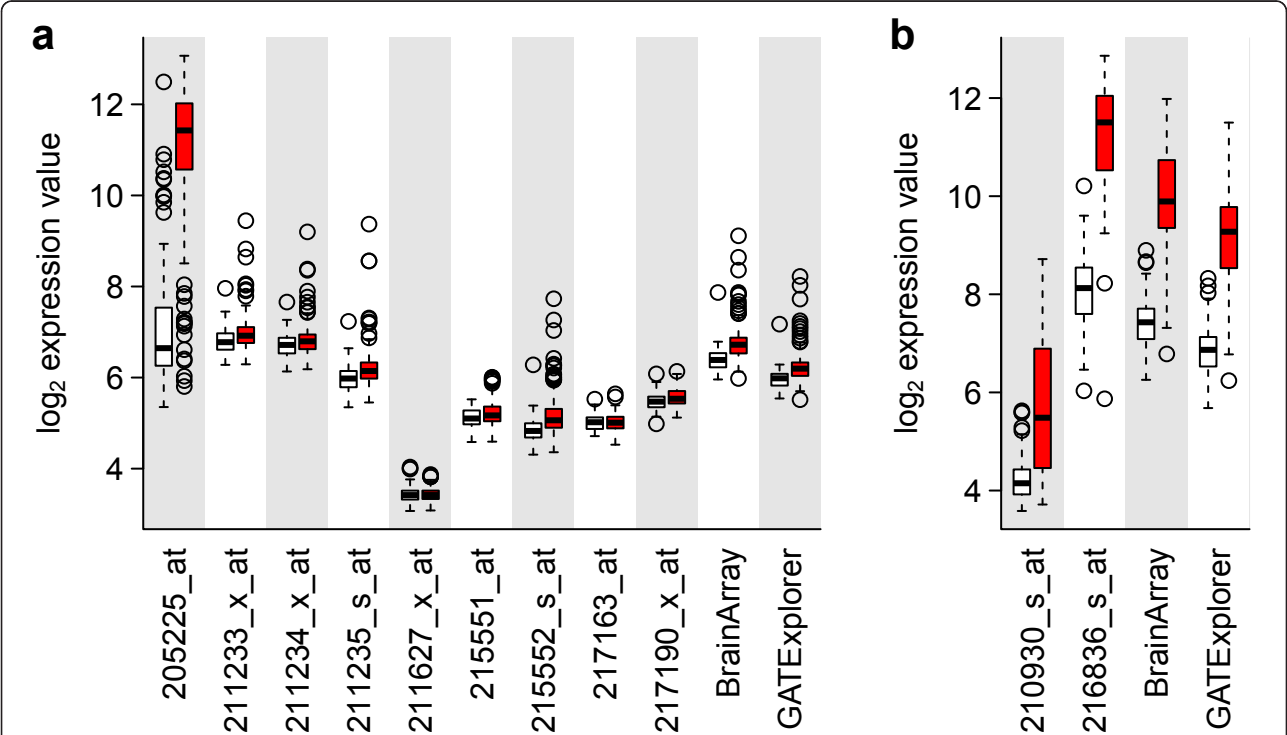 a
log₂ expression value
12
10
8
6
4
205225_at
211233_x_at
211234_x_at
211235_s_at
211627_x_at
215551_at
215552_s_at
217163_at
217190_x_at
BrainArray
GATExplorer
b
log₂ expression value
12
10
8
6
4
210930_s_at
216836_s_at
BrainArray
GATExplorer